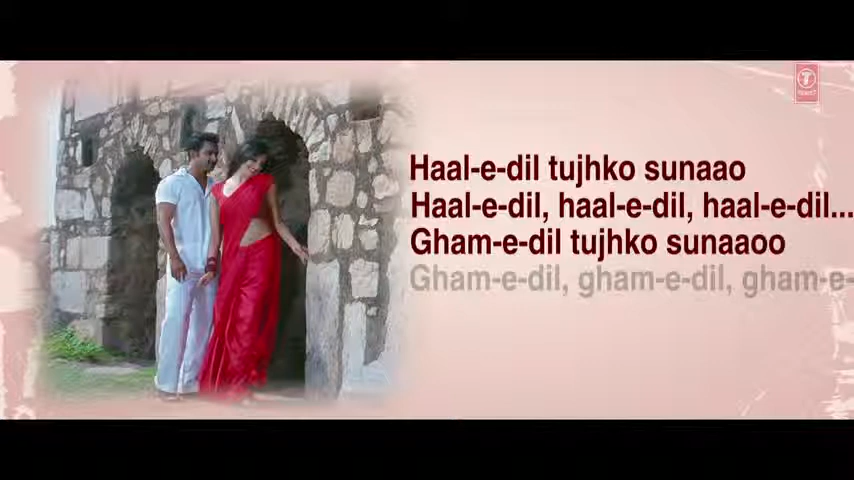 Haal-e-dil tujhko sunaao
Haal-e-dil, haal-e-dil, haal-e-dil...
Gham-e-dil tujhko sunaaoo
Gham-e-dil, gham-e-dil, gham-e-